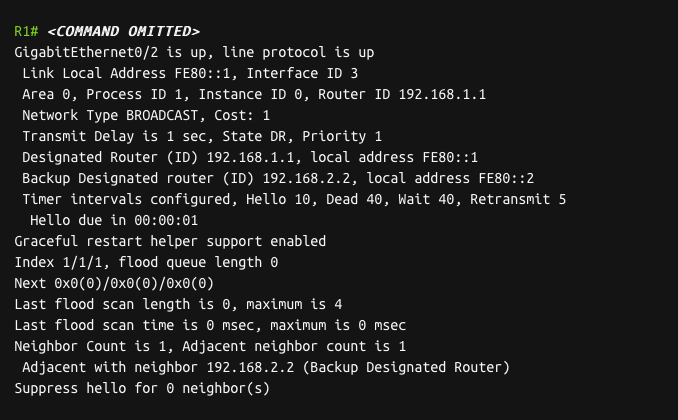 R1# <COMMAND OMITTED>
GigabitEthernet0/2 is up, line protocol is up
Link Local Address FE80::1, Interface ID 3
Area 0, Process ID 1, Instance ID 0, Router ID 192.168.1.1
Network Type BROADCAST, Cost: 1
Transmit Delay is 1 sec, State DR, Priority 1
Designated Router (ID) 192.168.1.1, local address FE80::1
Backup Designated router (ID) 192.168.2.2, local address FE80::2
Timer intervals configured, Hello 10, Dead 40, Wait 40, Retransmit 5
Hello due in 00:00:01
Graceful restart helper support enabled
Index 1/1/1, flood queue length 0
Next 0x0(0)/0x0(0)/0x0(0)
Last flood scan length is 0, maximum is 4
Last flood scan time is 0 msec, maximum is 0 msec
Neighbor Count is 1, Adjacent neighbor count is 1
Adjacent with neighbor 192.168.2.2 (Backup Designated Router)
Suppress hello for 0 neighbor(s)